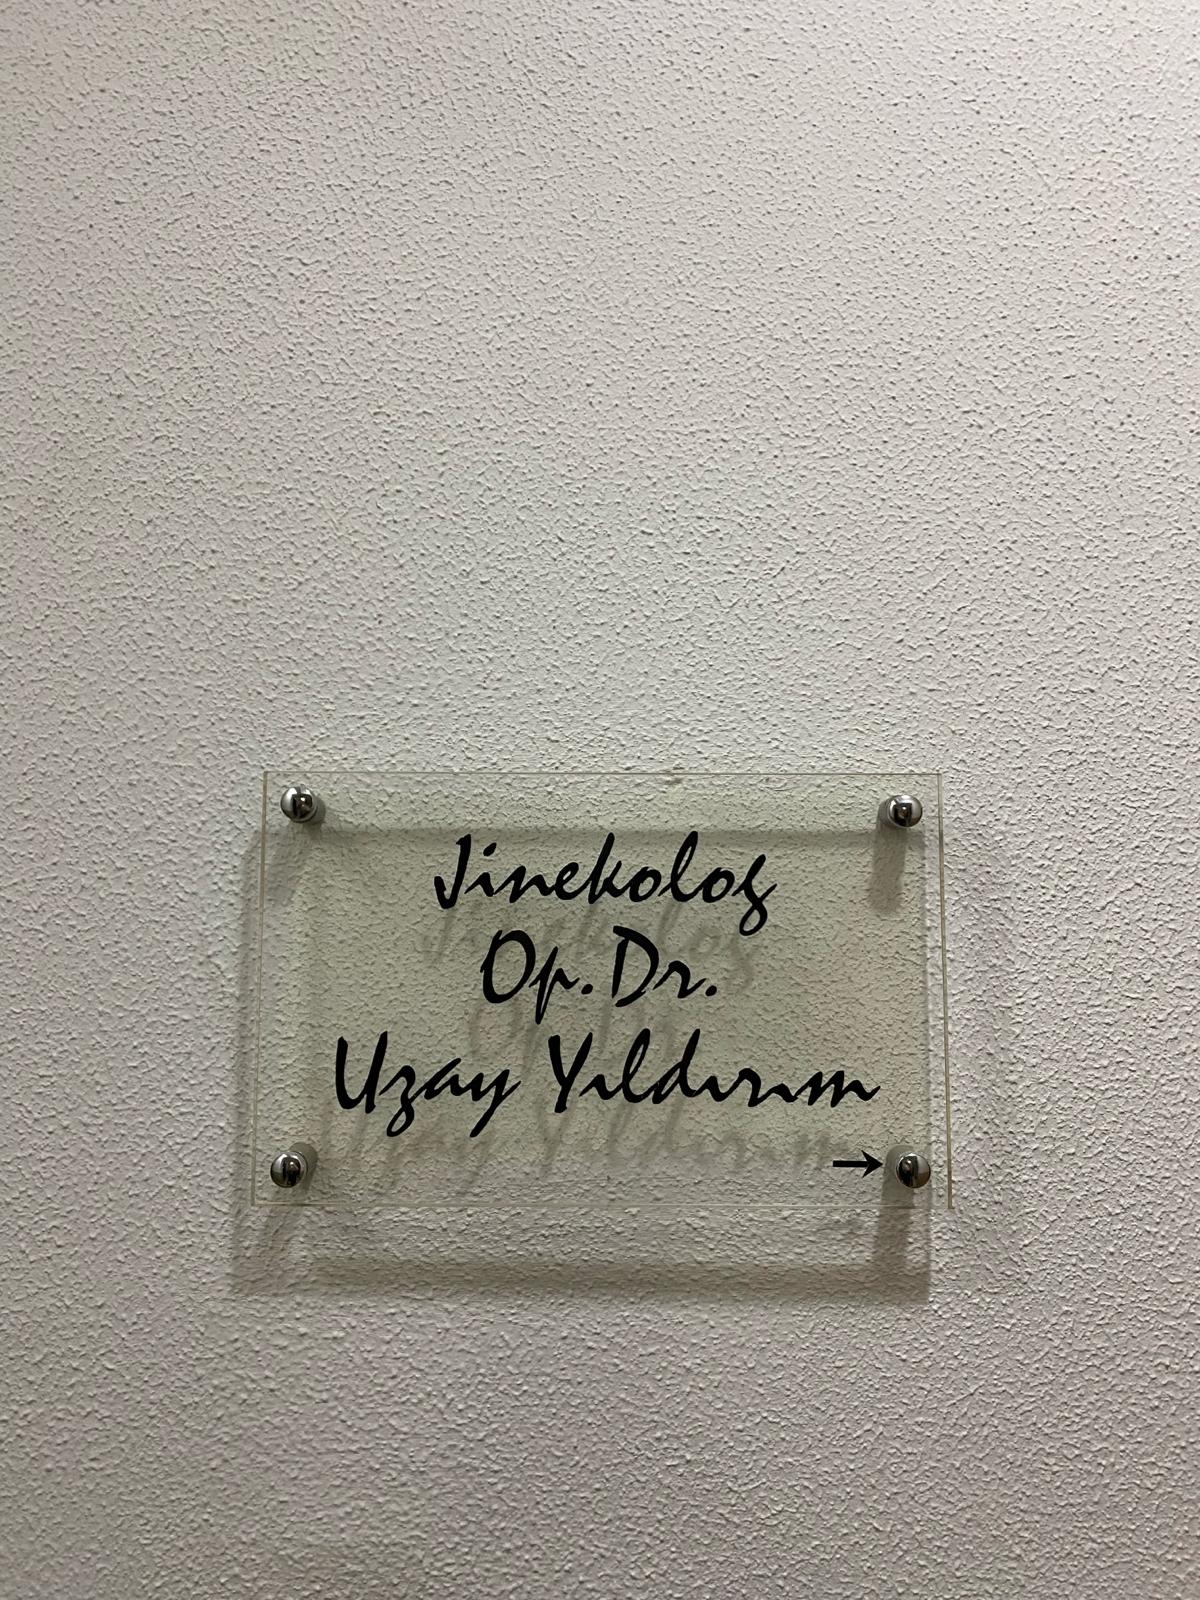 Jinekolog
Op. Dr.
Uzay Yıldırım
→